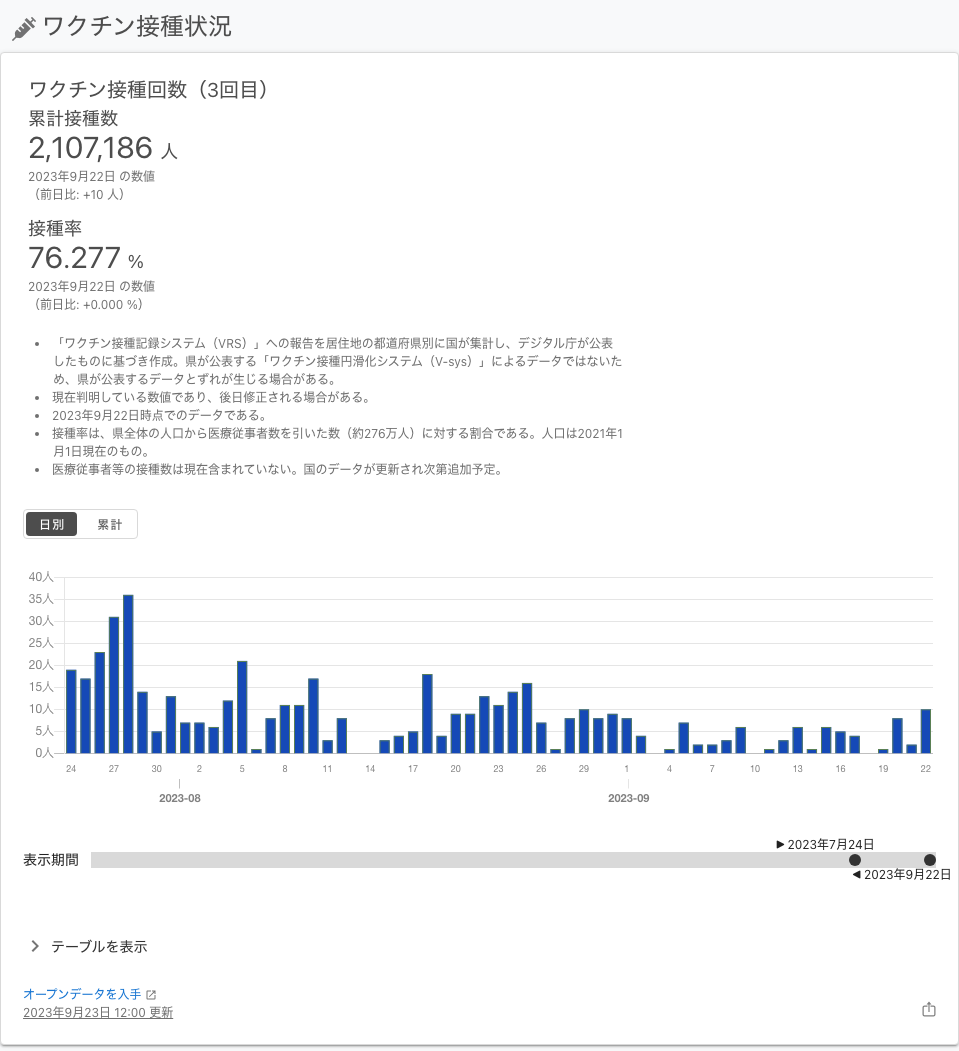 ワクチン接種状況
ワクチン接種回数（3回目）
累計接種数
2,107,186 人
2023年9月22日 の数値
（前日比: +10 人）
接種率
76.277 %
2023年9月22日 の数値
（前日比: +0.000 %）
• 「ワクチン接種記録システム（VRS）」への報告を居住地の都道府県別に国が集計し、デジタル庁が公表
したものに基づき作成。県が公表する「ワクチン接種円滑化システム（V-sys）」によるデータではないた
め、県が公表するデータとずれが生じる場合がある。
• 現在判明している数値であり、後日修正される場合がある。
• 2023年9月22日時点でのデータである。
• 接種率は、県全体の人口から医療従事者数を引いた数（約276万人）に対する割合である。人口は2021年1
月1日現在のもの。
• 医療従事者等の接種数は現在含まれていない。国のデータが更新され次第追加予定。
日別 累計
40人
35人
30人
25人
20人
15人
10人
5人
0人
24 27 30 2 5 8 11 14 17 20 23 26 29 1 4 7 10 13 16 19 22
2023-08 2023-09
2023年7月24日
表示期間
2023年9月22日
テーブルを表示
オープンデータを入手
2023年9月23日 12:00 更新